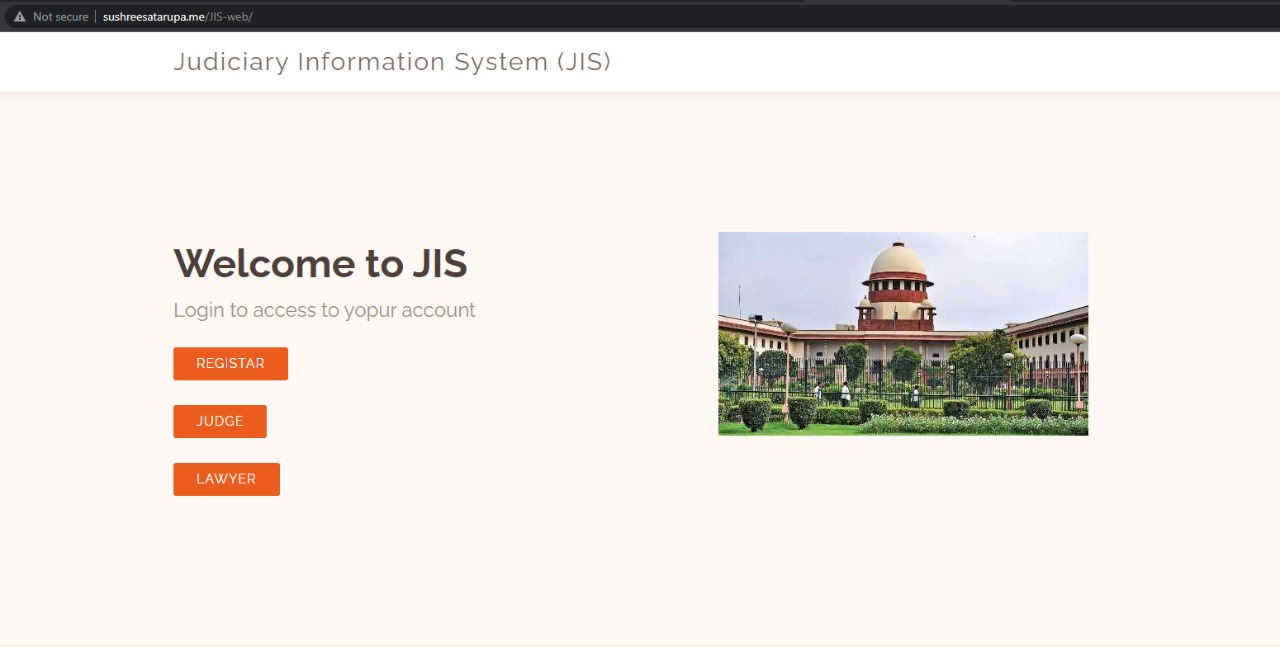 Not secure | sushreesatarupa.me/JIS-web/
Judiciary Information System (JIS)
Welcome to JIS
Login to access to yopur account
REGISTAR
JUDGE
LAWYER